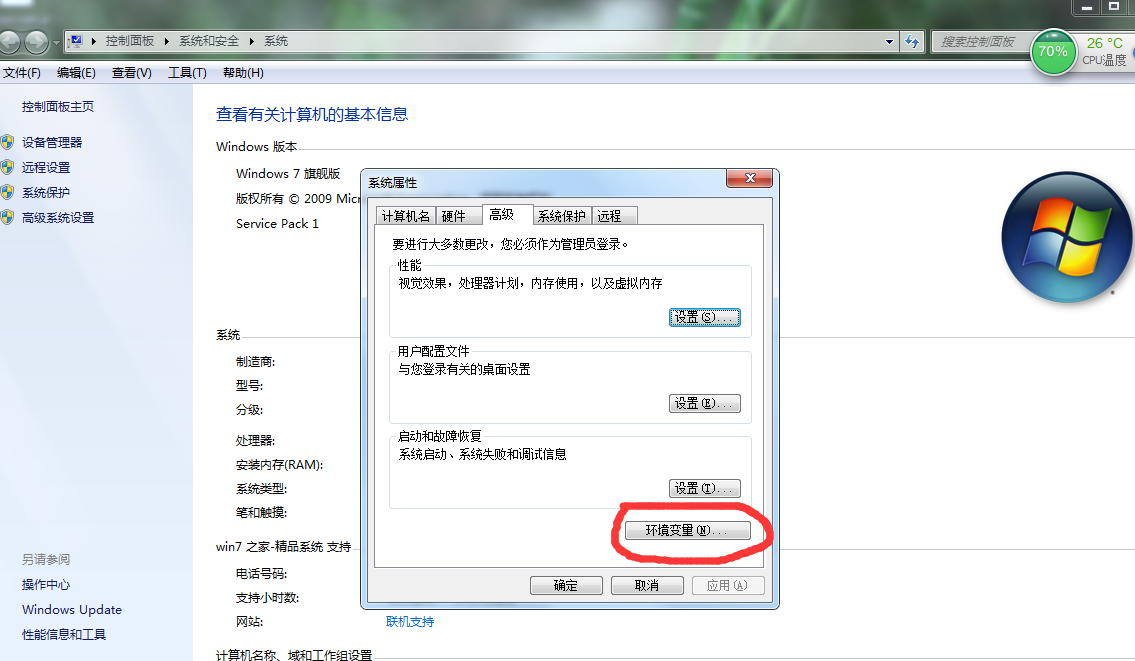 控制面板 系统和安全 系统
搜索控制面板
70%
26 °C
CPU温度
文件(F) 编辑(E) 查看(V) 工具(T) 帮助(H)
控制面板主页
设备管理器
远程设置
系统保护
高级系统设置
另请参阅
操作中心
Windows Update
性能信息和工具
查看有关计算机的基本信息
Windows 版本
Windows 7 旗舰版
版权所有 © 2009 Micr
Service Pack 1
系统
制造商:
型号:
分级:
处理器:
安装内存(RAM):
系统类型:
笔和触摸:
win7 之家-精品系统 支持
电话号码:
支持小时数:
网站:
联机支持
计算机名称、域和工作组设置
系统属性
计算机名 硬件 高级 系统保护 远程
要进行大多数更改，您必须作为管理员登录。
性能
视觉效果，处理器计划，内存使用，以及虚拟内存
设置(S)...
用户配置文件
与您登录有关的桌面设置
设置(E)...
启动和故障恢复
系统启动、系统失败和调试信息
设置(T)...
环境变量(N)...
确定 取消 应用(A)